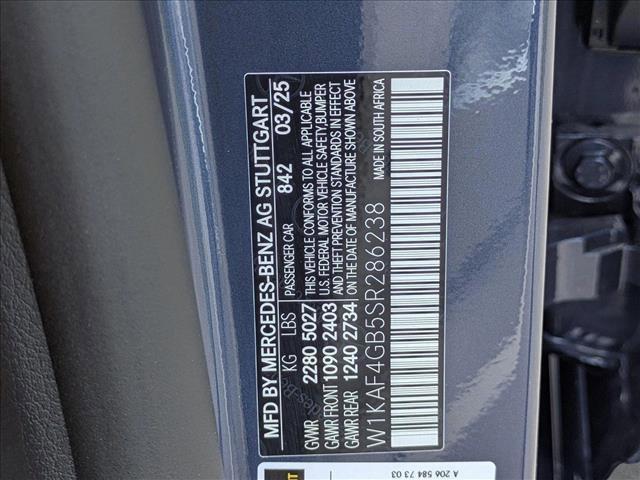 MFD BY MERCEDES-BENZ AG STUTTGART
KG LBS PASSENGER CAR 842 03/25
GVWR 2280 5027 THIS VEHICLE CONFORMS TO ALL APPLICABLE
GAWR FRONT 1090 2403 U.S. FEDERAL MOTOR VEHICLE SAFETY,BUMPER
AND THEFT PREVENTION STANDARDS IN EFFECT
GAWR REAR 1240 2734 ON THE DATE OF MANUFACTURE SHOWN ABOVE
W1KAF4GB5SR286238 MADE IN SOUTH AFRICA
A 206 584 73 03